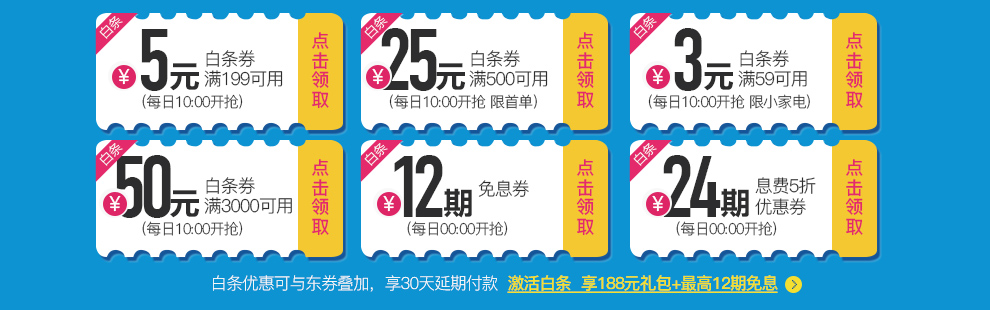 白条
¥5元
白条券
满199可用
(每日10:00开抢)
点击领取
白条
¥25元
白条券
满500可用
(每日10:00开抢 限首单)
点击领取
白条
¥3元
白条券
满59可用
(每日10:00开抢 限小家电)
点击领取
白条
¥50元
白条券
满3000可用
(每日10:00开抢)
点击领取
白条
¥12期
免息券
(每日00:00开抢)
点击领取
白条
¥24期
息费5折
优惠券
(每日00:00开抢)
点击领取
白条优惠可与东券叠加，享30天延期付款 激活白条 享188元礼包+最高12期免息